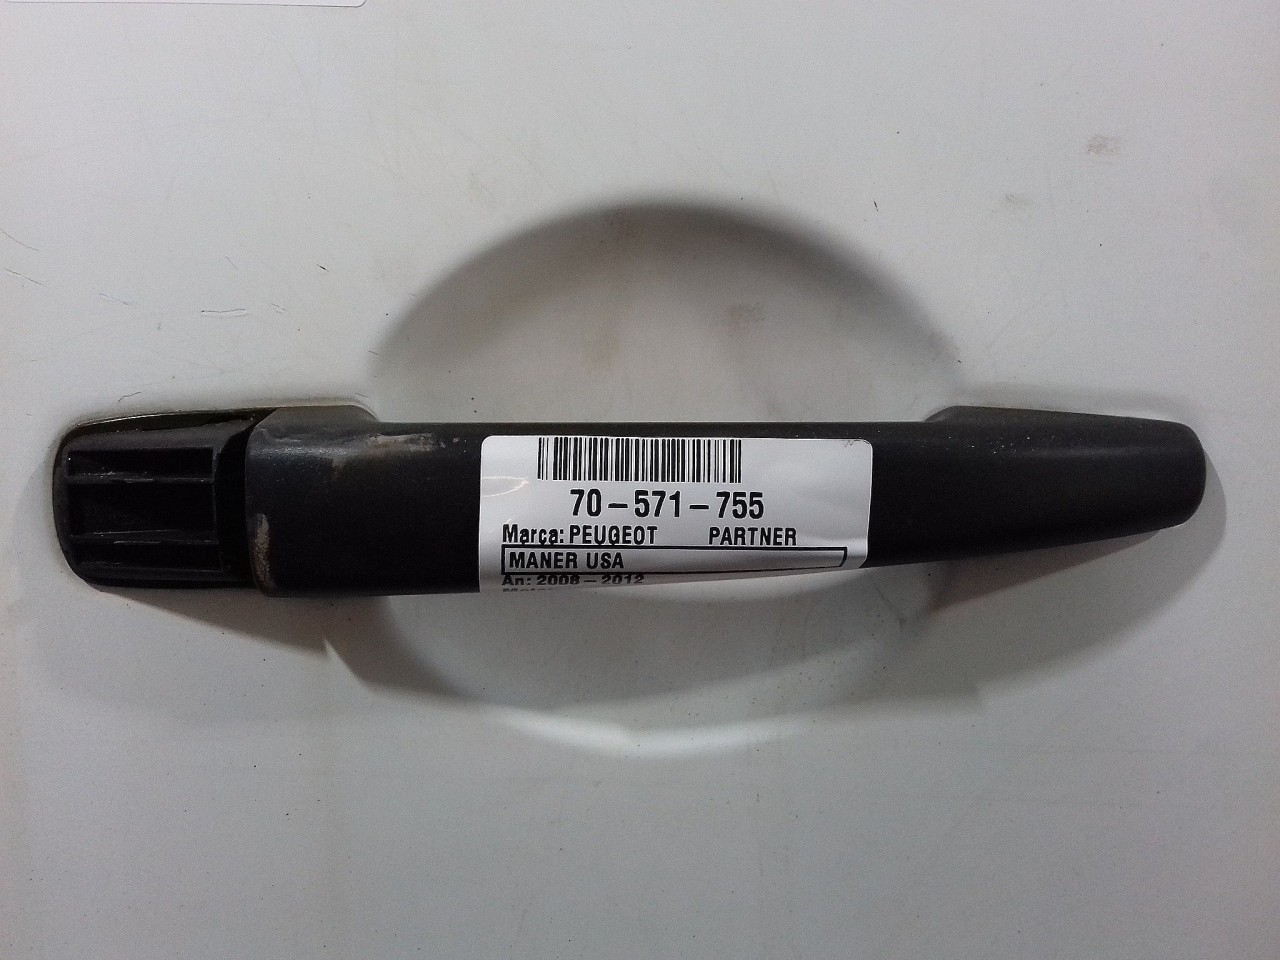 70-571-755
Marca: PEUGEOT PARTNER
MANER USA
An: 2008-2012